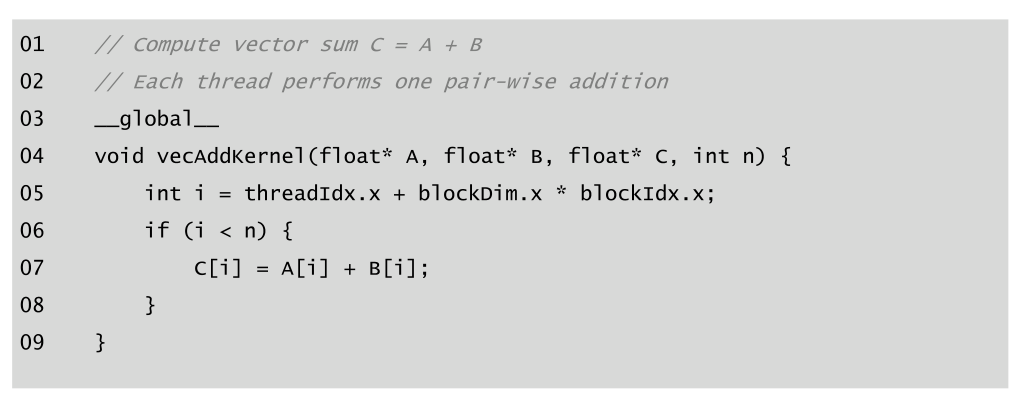 01 // Compute vector sum C = A + B
02 // Each thread performs one pair-wise addition
03 __global__
04 void vecAddKernel(float* A, float* B, float* C, int n) {
05 int i = threadIdx.x + blockDim.x * blockIdx.x;
06 if (i < n) {
07 C[i] = A[i] + B[i];
08 }
09 }